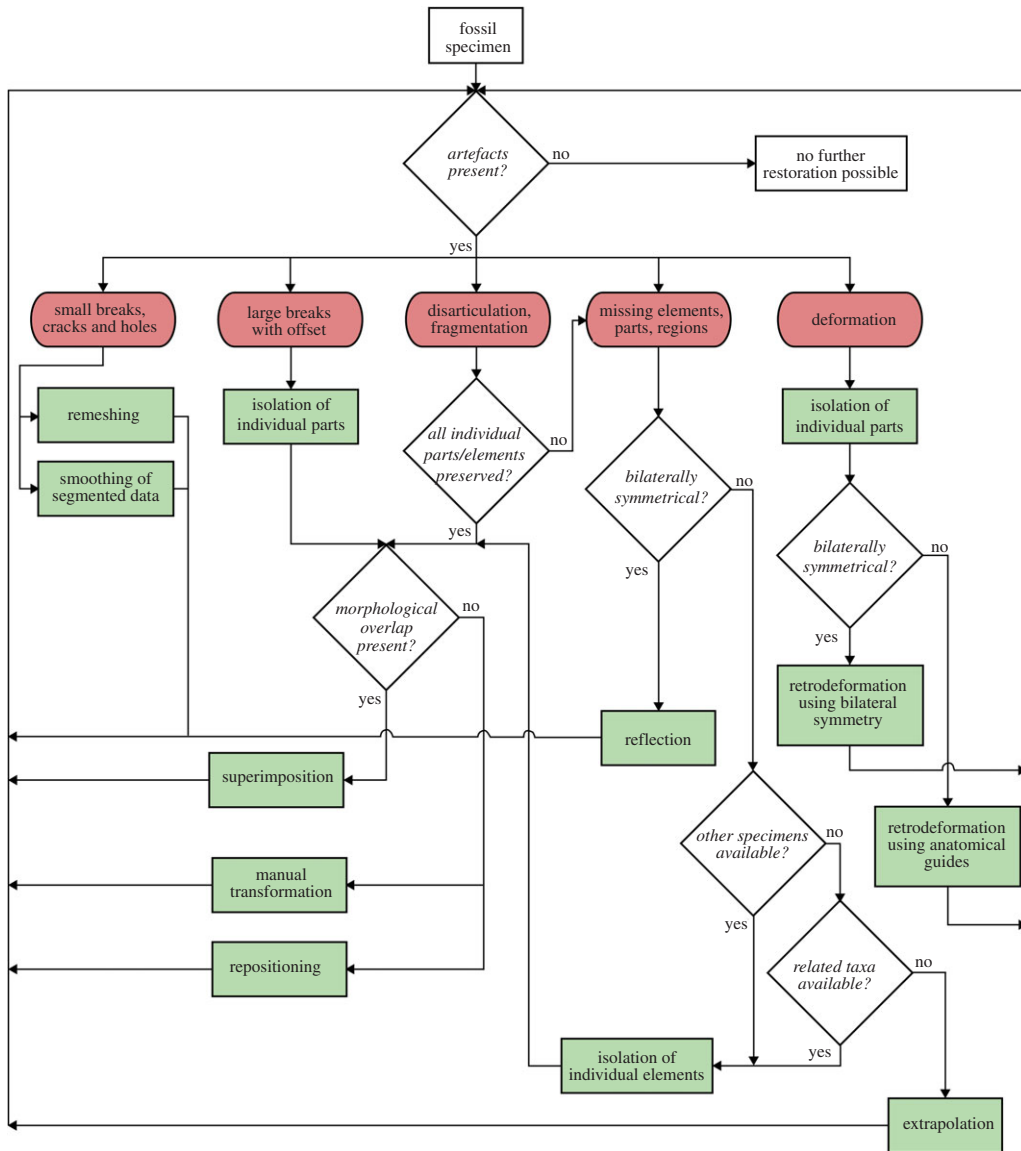 fossil
specimen
artefacts
present?
no
no further
restoration possible
yes
small breaks,
cracks and holes
large breaks
with offset
disarticulation,
fragmentation
missing elements,
parts, regions
deformation
remeshing
isolation of
individual parts
all individual
parts/elements
preserved?
no
isolation of
individual parts
smoothing of
segmented data
bilaterally
symmetrical?
no
yes
bilaterally
symmetrical?
no
yes
morphological
overlap
present?
no
yes
yes
retrodeformation
using bilateral
symmetry
reflection
superimposition
other specimens
available?
no
yes
retrodeformation
using anatomical
guides
manual
transformation
repositioning
related taxa
available?
no
yes
isolation of
individual elements
extrapolation